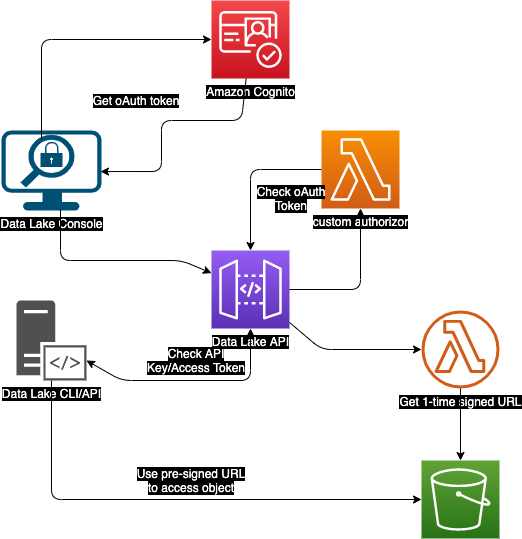 Amazon Cognito
Get oAuth token
Check oAuth
Token
custom authorizor
Data Lake Console
</>
Data Lake API
Check API
Key/Access Token
</>
Data Lake CLI/API
Get 1-time signed URL
Use pre-signed URL
to access object